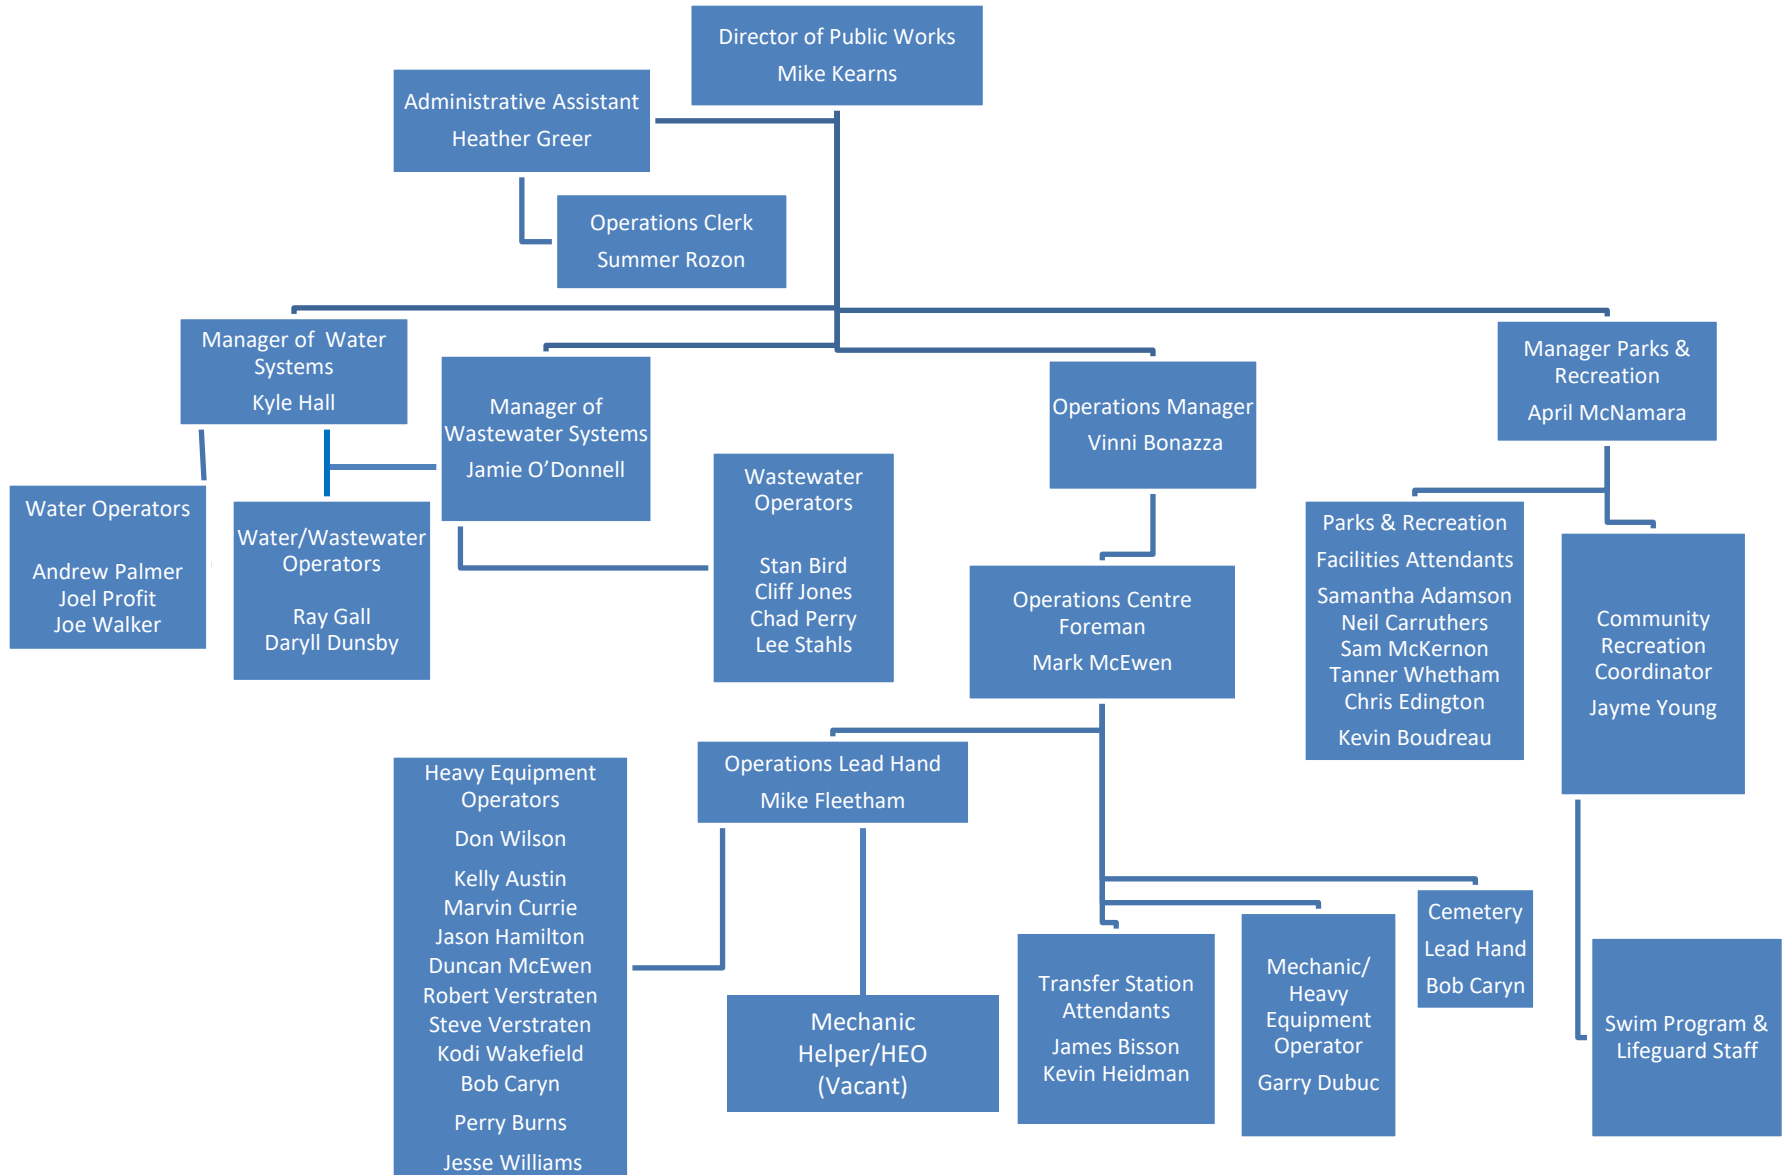 Director of Public Works
Mike Kearns
Administrative Assistant
Heather Greer
Operations Clerk
Summer Rozon
Manager of  Water
Systems
Kyle Hall
Manager of
Wastewater Systems
Jamie O’Donnell
Operations Manager
Vinni Bonazza
Manager Parks &
Recreation
April McNamara
Water Operators
Andrew Palmer
Joel Profit
Joe Walker
Water/Wastewater
Operators
Ray Gall
Daryll Dunsby
Wastewater
Operators
Stan Bird
Cliff Jones
Chad Perry
Lee Stahls
Operations Centre
Foreman
Mark McEwen
Parks & Recreation
Facilities Attendants
Samantha Adamson
Neil Carruthers
Sam McKernon
Tanner Whetham
Chris Edington
Kevin Boudreau
Community
Recreation
Coordinator
Jayme Young
Heavy Equipment
Operators
Don Wilson
Kelly Austin
Marvin Currie
Jason Hamilton
Duncan McEwen
Robert Verstraten
Steve Verstraten
Kodi Wakefield
Bob Caryn
Perry Burns
Jesse Williams
Operations Lead Hand
Mike Fleetham
Mechanic
Helper/HEO
(Vacant)
Transfer Station
Attendants
James Bisson
Kevin Heidman
Mechanic/
Heavy
Equipment
Operator
Garry Dubuc
Cemetery
Lead Hand
Bob Caryn
Swim Program &
Lifeguard Staff